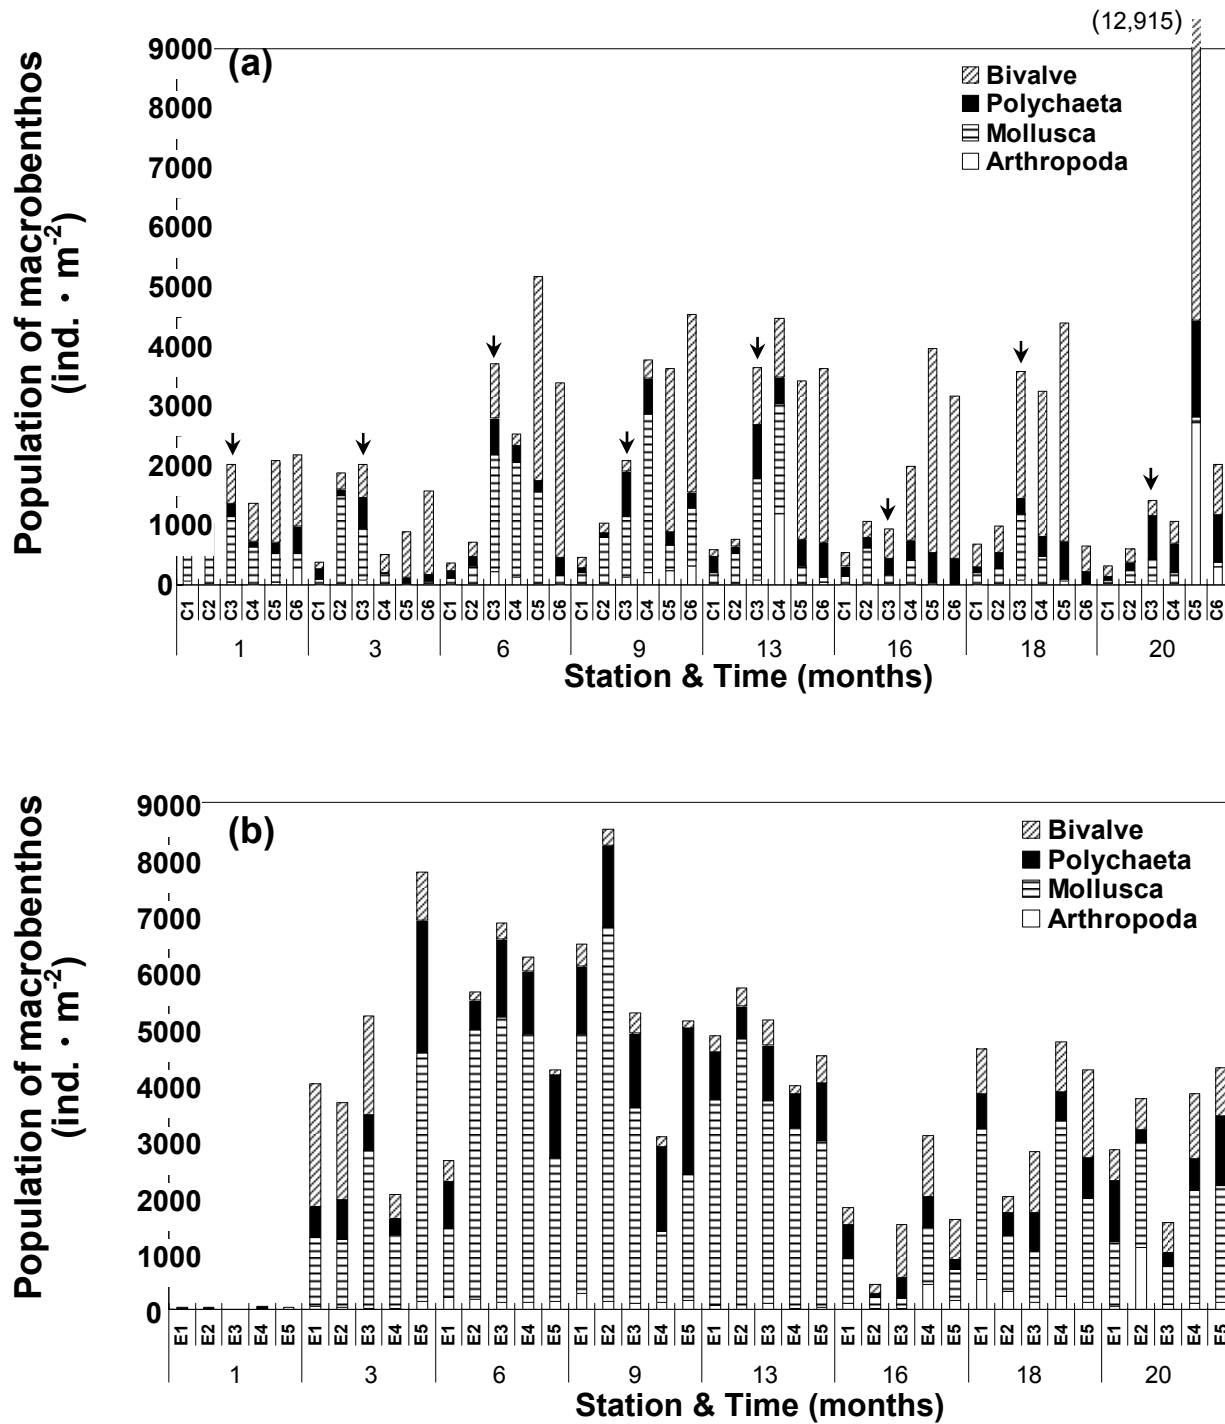 (12,915)
9000
(a)
Bivalve
8000
Polychaeta
Mollusca
7000
Arthropoda
6000
5000
4000
3000
2000
1000
0
Population of macrobenthos
(ind.・m-2)
C1 C2 C3 C4 C5 C6 C1 C2 C3 C4 C5 C6 C1 C2 C3 C4 C5 C6 C1 C2 C3 C4 C5 C6 C1 C2 C3 C4 C5 C6 C1 C2 C3 C4 C5 C6 C1 C2 C3 C4 C5 C6 C1 C2 C3 C4 C5 C6
1 3 6 9 13 16 18 20
Station & Time (months)
9000
(b)
Bivalve
8000
Polychaeta
Mollusca
7000
Arthropoda
6000
5000
4000
3000
2000
1000
0
Population of macrobenthos
(ind.・m-2)
E1 E2 E3 E4 E5 E1 E2 E3 E4 E5 E1 E2 E3 E4 E5 E1 E2 E3 E4 E5 E1 E2 E3 E4 E5 E1 E2 E3 E4 E5 E1 E2 E3 E4 E5 E1 E2 E3 E4 E5
1 3 6 9 13 16 18 20
Station & Time (months)